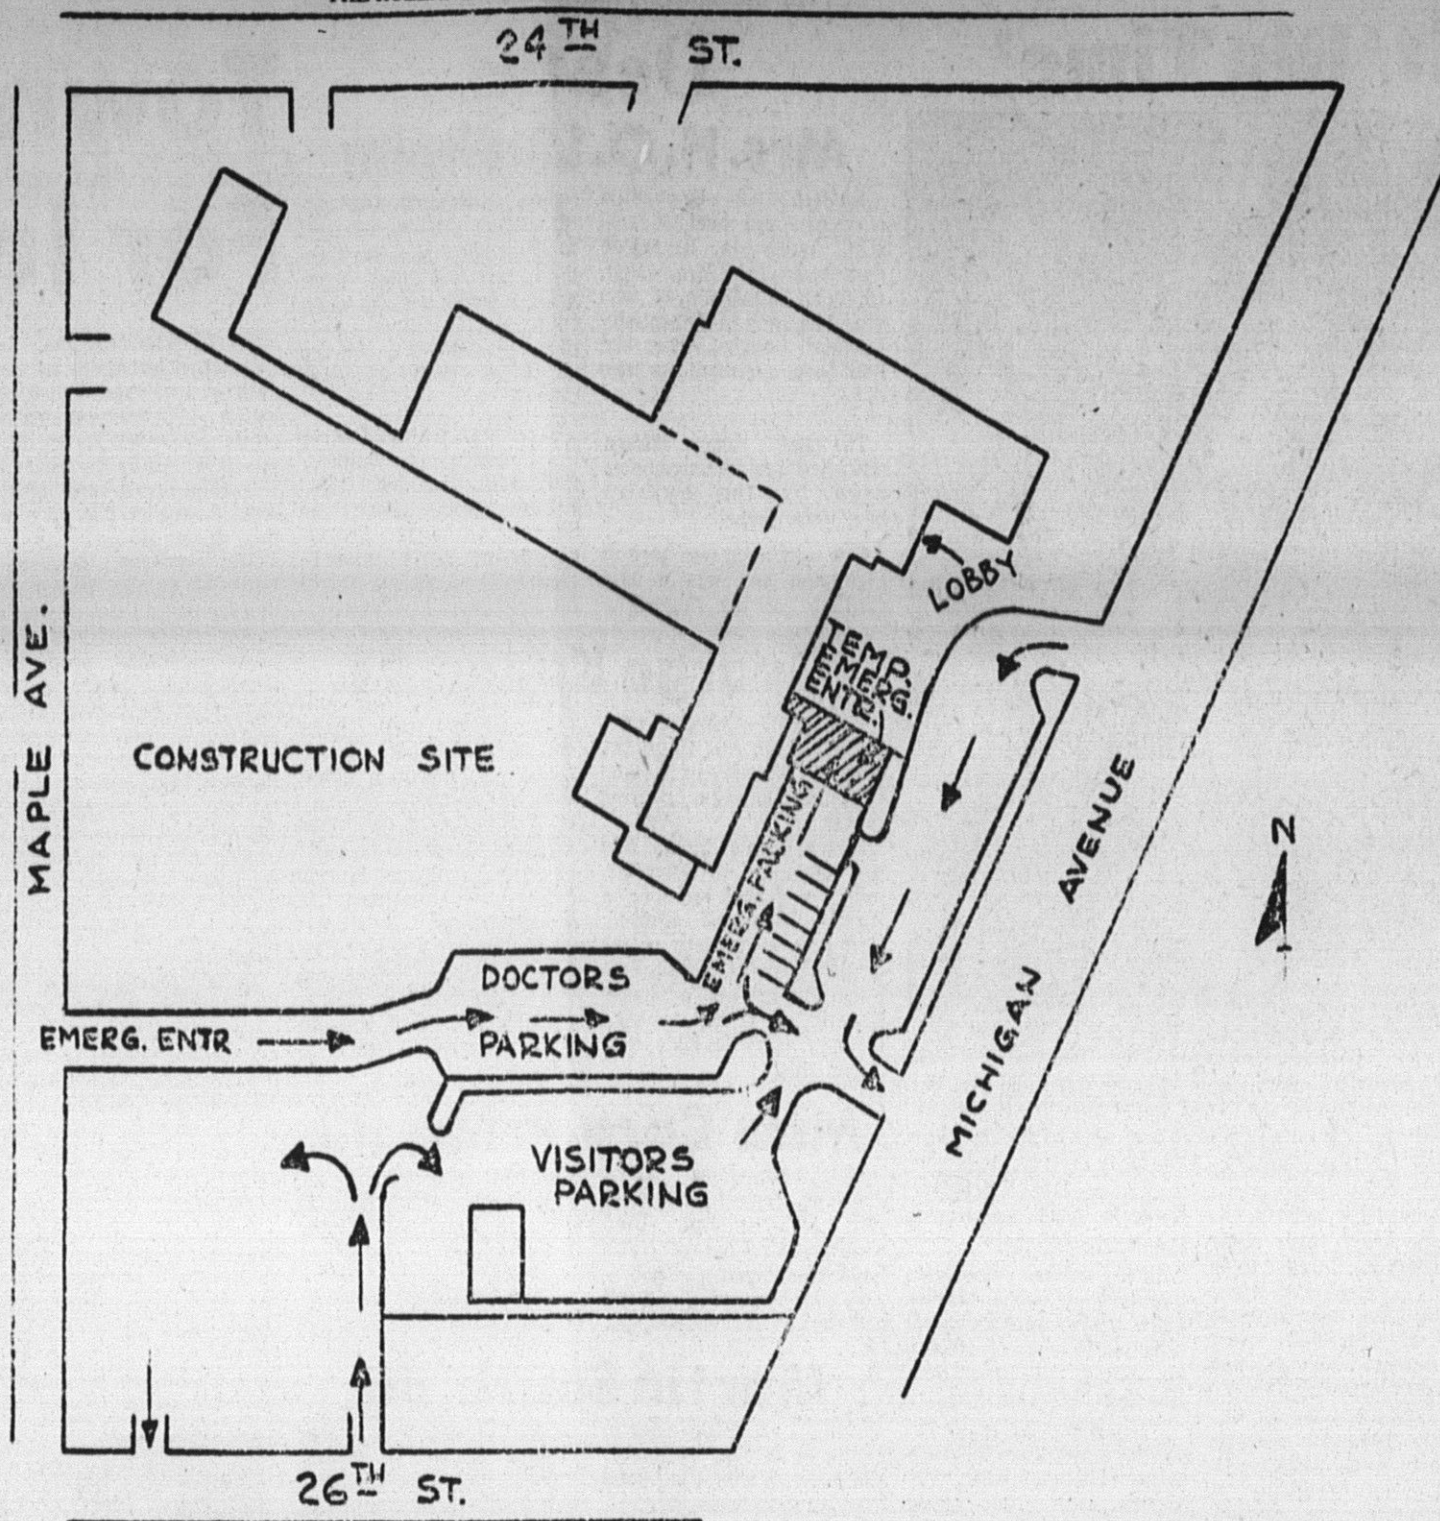 24TH ST.
LOBBY
TEMP.
EMERG.
ENTR.
MAPLE AVE.
CONSTRUCTION SITE
EMERG. PARKING
MICHIGAN AVENUE
N
DOCTORS
PARKING
EMERG. ENTR
VISITORS
PARKING
26TH ST.